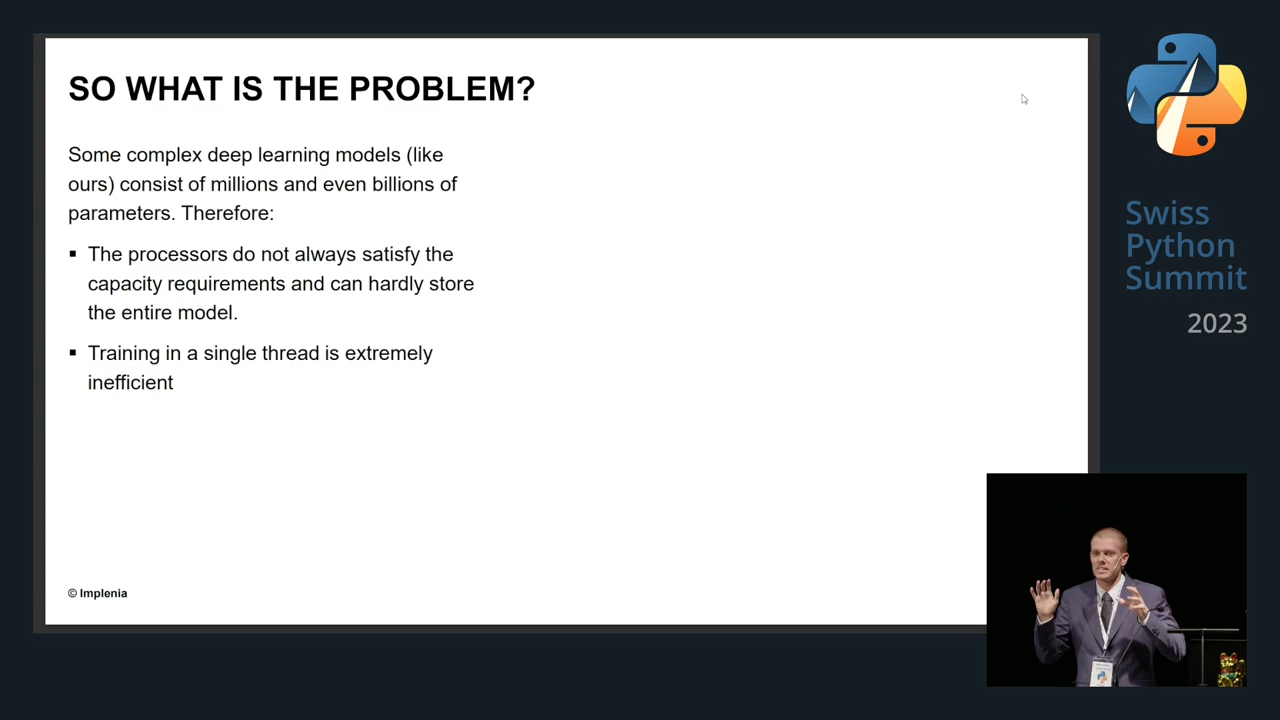 SO WHAT IS THE PROBLEM?
Some complex deep learning models (like
ours) consist of millions and even billions of
parameters. Therefore:
▪ The processors do not always satisfy the
capacity requirements and can hardly store
the entire model.
▪ Training in a single thread is extremely
inefficient
© Implenia
Swiss
Python
Summit
2023